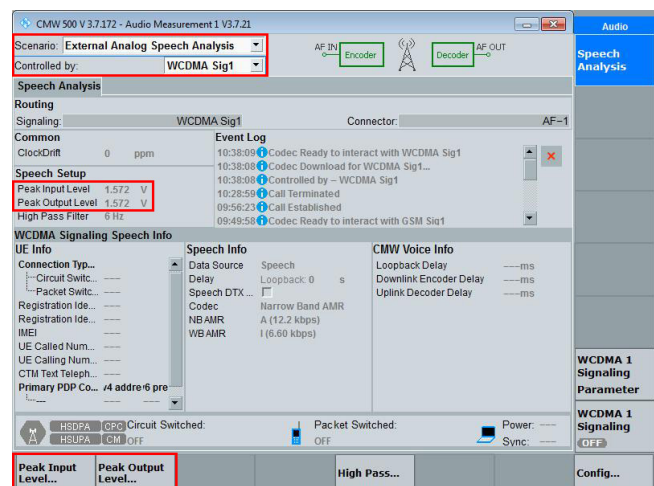 CMW 500 V 3.7.172 - Audio Measurement 1 V3.7.21
Audio
Scenario: External Analog Speech Analysis
AF IN Encoder Decoder AF OUT
Controlled by: WCDMA Sig1
Speech Analysis
Speech Analysis
Routing
Signaling: WCDMA Sig1 Connector: AF-1
Common
ClockDrift 0 ppm
Speech Setup
Peak Input Level 1.572 V
Peak Output Level 1.572 V
High Pass Filter 6 Hz
Event Log
10:38:09 Codec Ready to interact with WCDMA Sig1
10:38:08 Codec Download for WCDMA Sig1...
10:38:08 Controlled by – WCDMA Sig1
10:28:59 Call Terminated
09:56:23 Call Established
09:49:58 Codec Ready to interact with GSM Sig1
WCDMA Signaling Speech Info
UE Info
Connection Typ...
Circuit Switc... ---
Packet Switc... ---
Registration Ide... ---
Registration Ide... ---
IMEI ---
UE Called Num... ---
UE Calling Num... ---
CTM Text Teleph... ---
Primary PDP Co... v4 addre v6 pre
--- --- ---
Speech Info
Data Source Speech
Delay Loopback: 0 s
Speech DTX ...
Codec Narrow Band AMR
NB AMR A (12.2 kbps)
WB AMR I (6.60 kbps)
CMW Voice Info
Loopback Delay ---ms
Downlink Encoder Delay ---ms
Uplink Decoder Delay ---ms
WCDMA 1 Signaling Parameter
WCDMA 1 Signaling OFF
HSDPA CPC Circuit Switched: Packet Switched: Power: ---
HSUPA CM OFF OFF Sync: ---
Peak Input Level...
Peak Output Level...
High Pass...
Config...